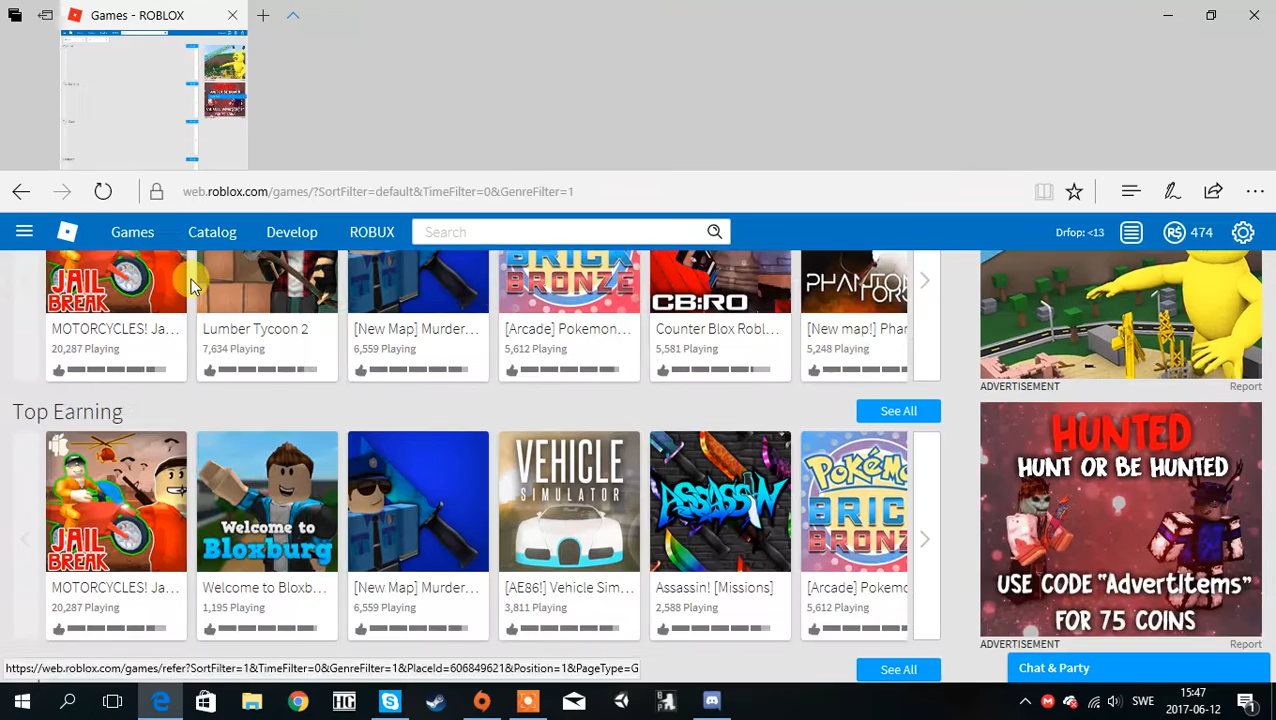 Games - ROBLOX
web.roblox.com/games/?SortFilter=default&TimeFilter=0&GenreFilter=1
Games Catalog Develop ROBUX Search Drfop: <13 R$ 474
JAIL BREAK
BRICK BRONZE
CB:RO
PHANTOM
MOTORCYCLES! Ja... Lumber Tycoon 2 [New Map] Murder... [Arcade] Pokemon... Counter Blox Robl... [New map!] Phan
20,287 Playing 7,634 Playing 6,559 Playing 5,612 Playing 5,581 Playing 5,248 Playing
ADVERTISEMENT Report
Top Earning See All
JAIL BREAK
Welcome to Bloxburg
VEHICLE SIMULATOR
ASSASSIN
POKéMO BRIC BRONZ
HUNTED
HUNT OR BE HUNTED
USE CODE "Advertitems"
FOR 75 COINS
MOTORCYCLES! Ja... Welcome to Bloxb... [New Map] Murder... [AE86!] Vehicle Sim... Assassin! [Missions] [Arcade] Pokemo
20,287 Playing 1,195 Playing 6,559 Playing 3,811 Playing 2,588 Playing 5,612 Playing
ADVERTISEMENT Report
https://web.roblox.com/games/refer?SortFilter=1&TimeFilter=0&GenreFilter=1&PlaceId=606849621&Position=1&PageType=G
See All
Chat & Party
SWE 15:47
2017-06-12